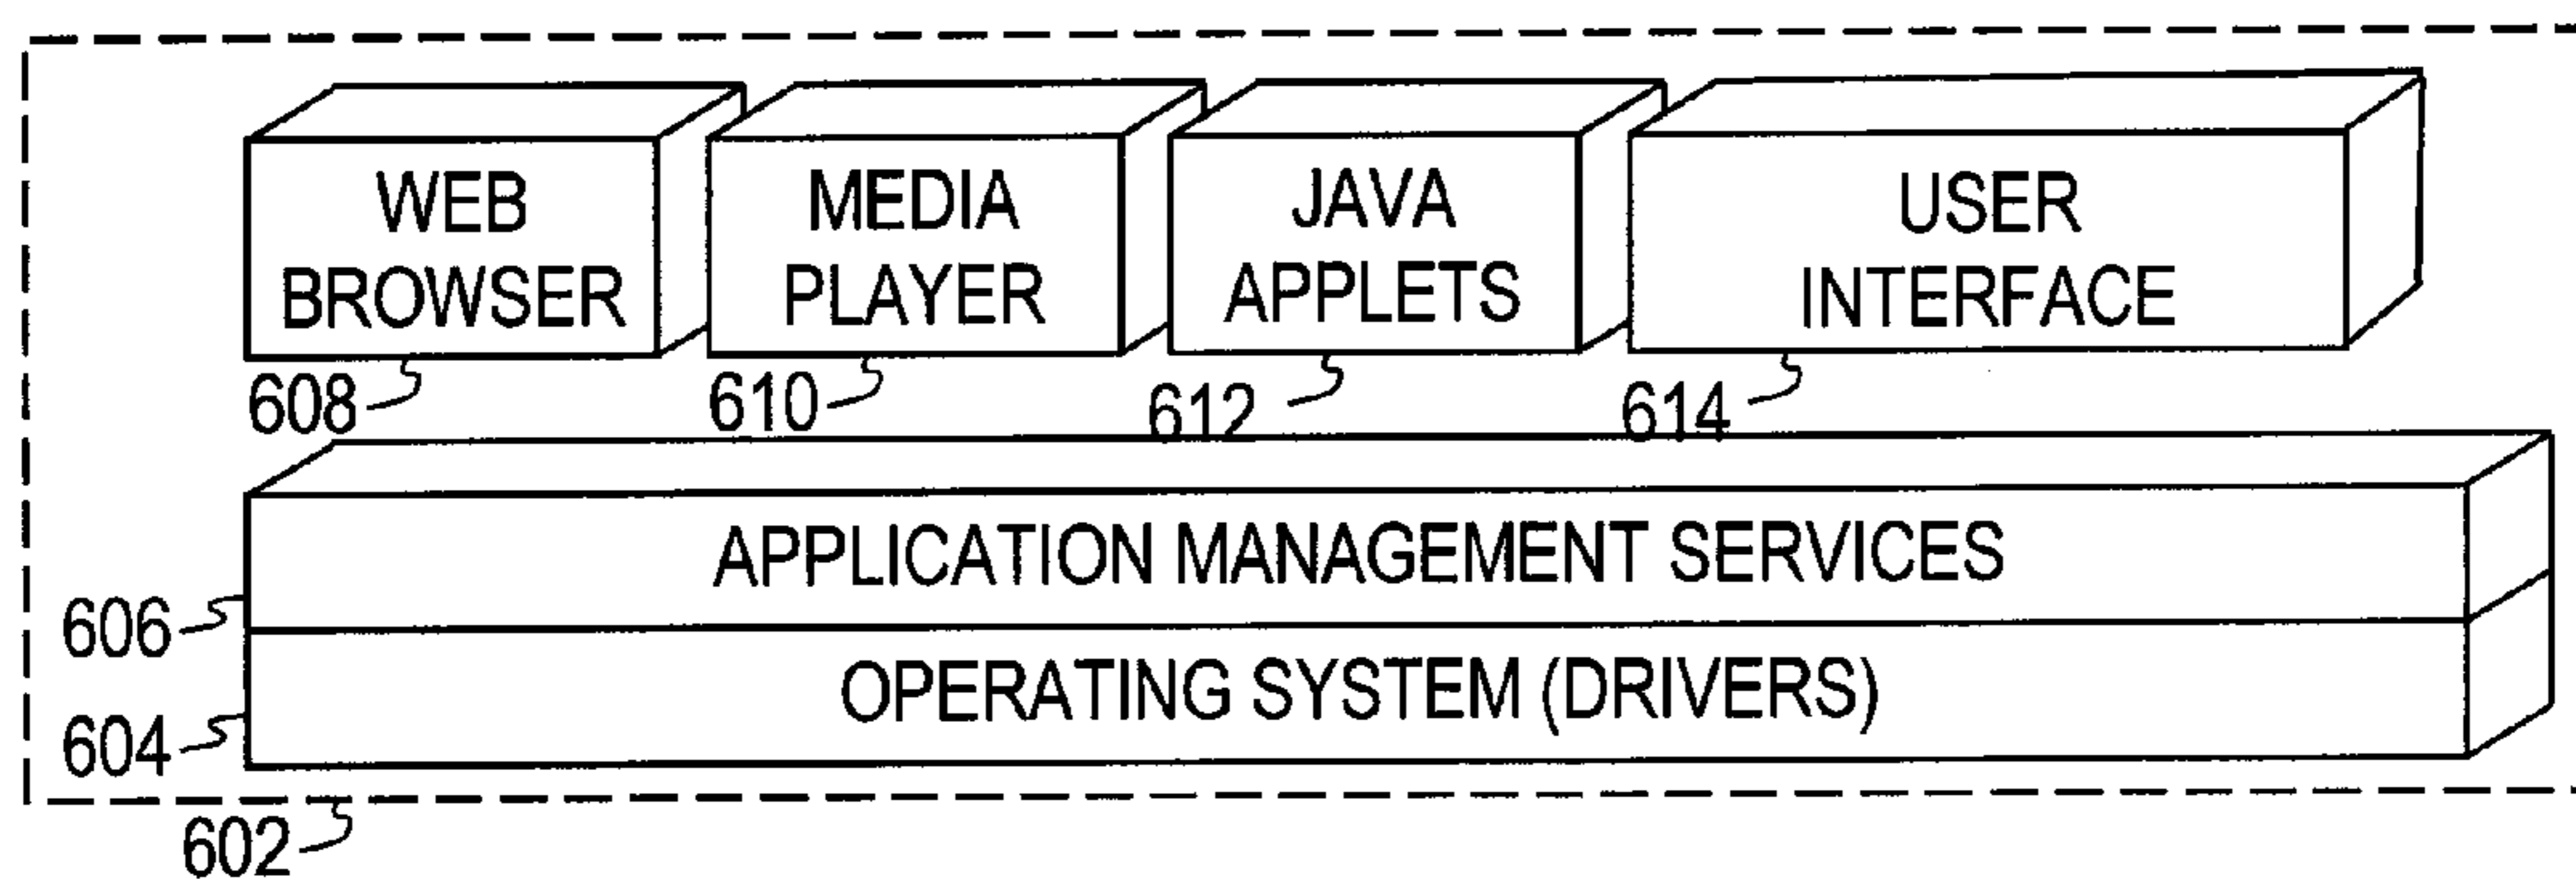 WEB
BROWSER
MEDIA
PLAYER
JAVA
APPLETS
USER
INTERFACE
608
610
612
614
APPLICATION MANAGEMENT SERVICES
606
OPERATING SYSTEM (DRIVERS)
604
602